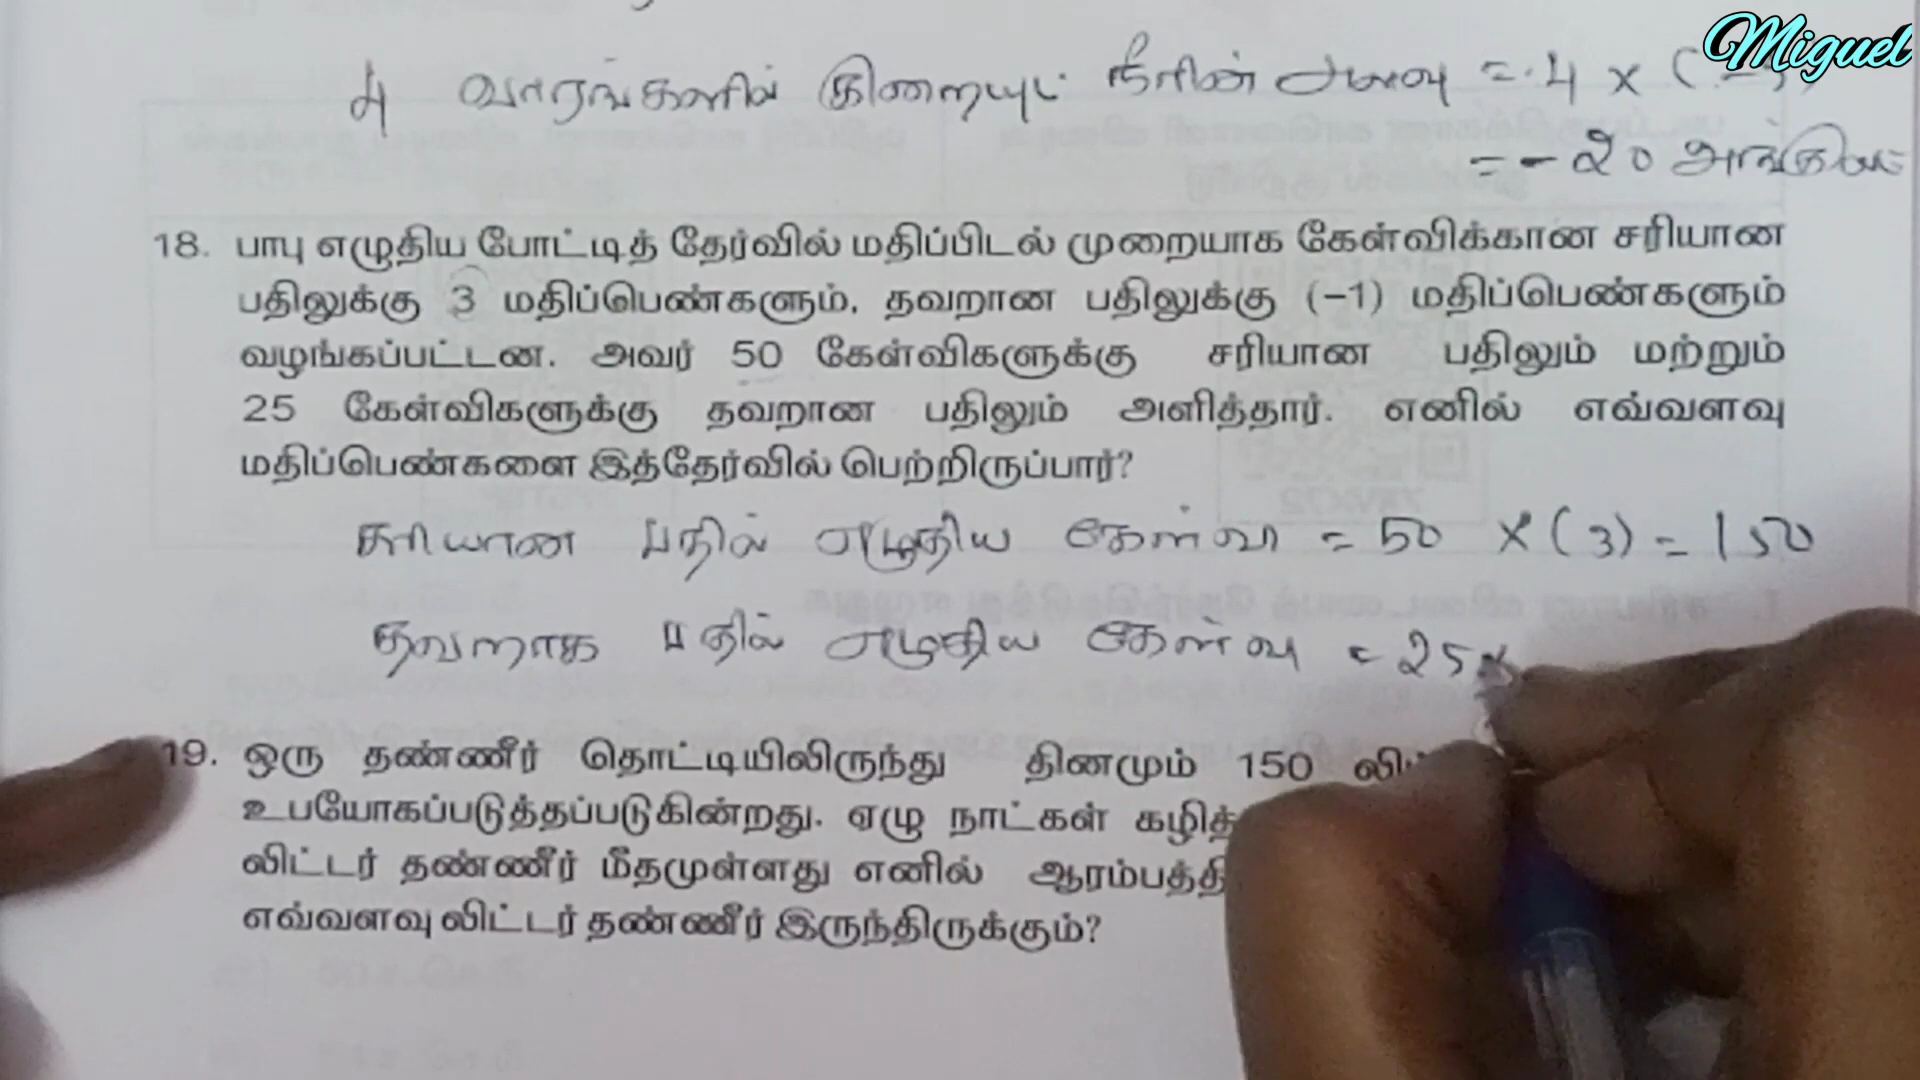 Miguel
4 வாரங்களில் குறையும் நீரின் அளவு = 4 × (
= - 20 அங்குலம்
18. பாபு எழுதிய போட்டித் தேர்வில் மதிப்பிடல் முறையாக கேள்விக்கான சரியான
பதிலுக்கு 3 மதிப்பெண்களும், தவறான பதிலுக்கு (−1) மதிப்பெண்களும்
வழங்கப்பட்டன. அவர் 50 கேள்விகளுக்கு சரியான பதிலும் மற்றும்
25 கேள்விகளுக்கு தவறான பதிலும் அளித்தார். எனில் எவ்வளவு
மதிப்பெண்களை இத்தேர்வில் பெற்றிருப்பார்?
சரியான பதில் எழுதிய கேள்வி = 50 × (3) = 150
தவறாக பதில் எழுதிய கேள்வி = 25 ×
19. ஒரு தண்ணீர் தொட்டியிலிருந்து தினமும் 150
உபயோகப்படுத்தப்படுகின்றது. ஏழு நாட்கள்
லிட்டர் தண்ணீர் மீதமுள்ளது எனில்
எவ்வளவு லிட்டர் தண்ணீர் இருந்திருக்கும்?